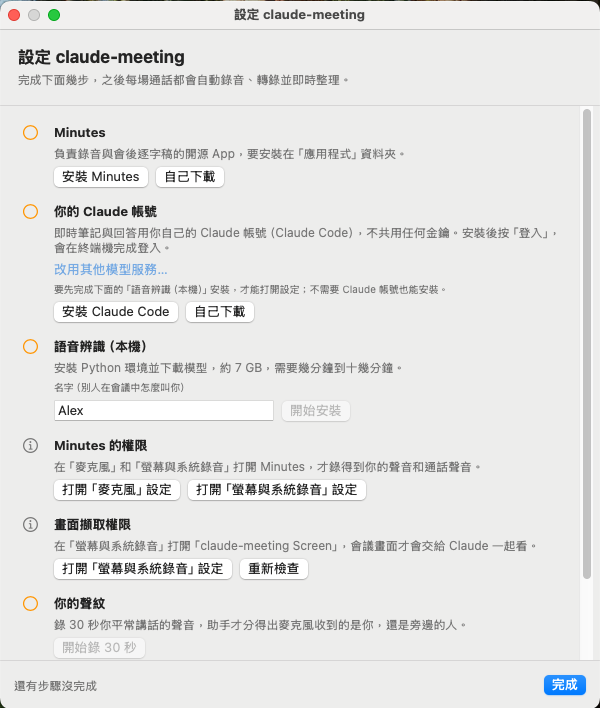 設定 claude-meeting
設定 claude-meeting
完成下面幾步，之後每場通話都會自動錄音、轉錄並即時整理。
Minutes
負責錄音與會後逐字稿的開源 App，要安裝在「應用程式」資料夾。
安裝 Minutes
自己下載
你的 Claude 帳號
即時筆記與回答用你自己的 Claude 帳號（Claude Code），不共用任何金鑰。安裝後按「登入」，
會在終端機完成登入。
改用其他模型服務...
要先完成下面的「語音辨識（本機）」安裝，才能打開設定；不需要 Claude 帳號也能安裝。
安裝 Claude Code
自己下載
語音辨識（本機）
安裝 Python 環境並下載模型，約 7 GB，需要幾分鐘到十幾分鐘。
名字（別人在會議中怎麼叫你）
Alex
開始安裝
Minutes 的權限
在「麥克風」和「螢幕與系統錄音」打開 Minutes，才錄得到你的聲音和通話聲音。
打開「麥克風」設定
打開「螢幕與系統錄音」設定
畫面擷取權限
在「螢幕與系統錄音」打開「claude-meeting Screen」，會議畫面才會交給 Claude 一起看。
打開「螢幕與系統錄音」設定
重新檢查
你的聲紋
錄 30 秒你平常講話的聲音，助手才分得出麥克風收到的是你，還是旁邊的人。
開始錄 30 秒
還有步驟沒完成
完成